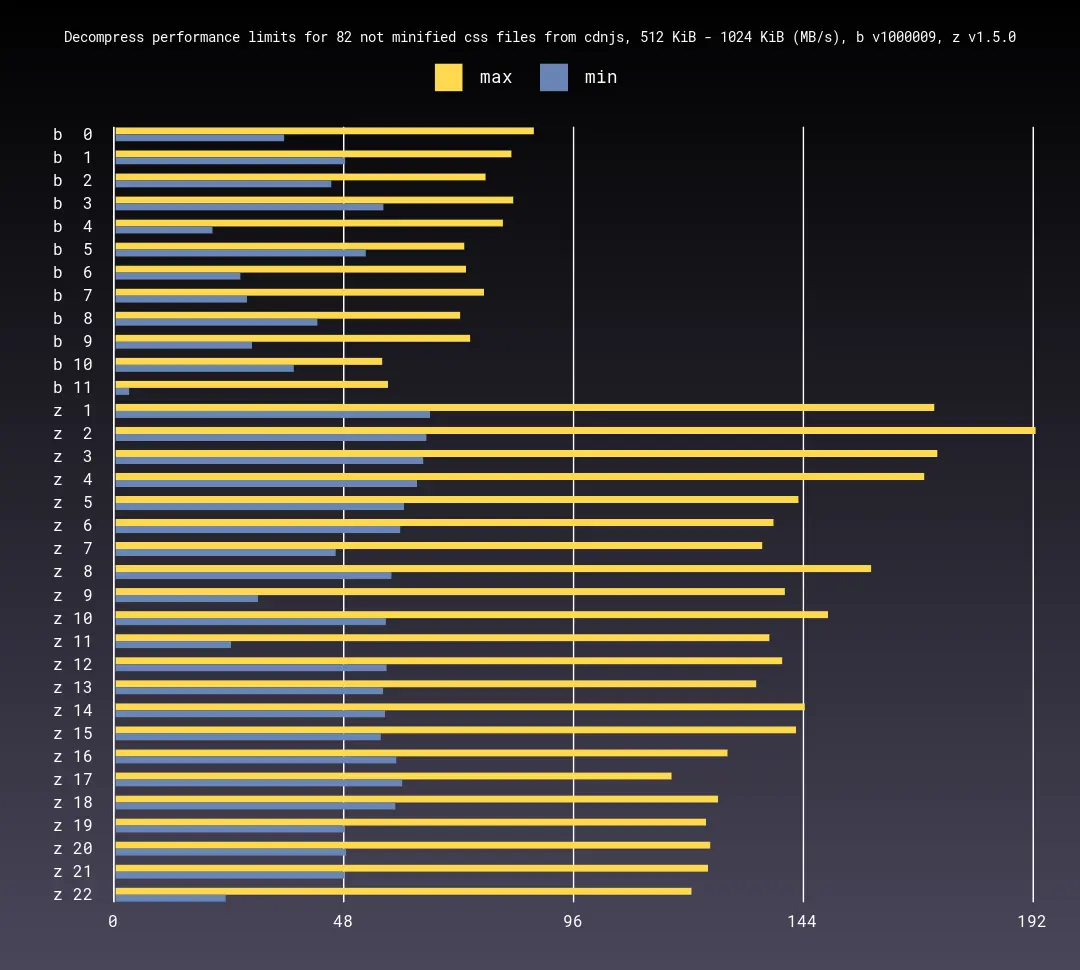 Decompress performance limits for 82 not minified css files from cdnjs, 512 KiB - 1024 KiB (MB/s), b v1000009, z v1.5.0
max min
b 0
b 1
b 2
b 3
b 4
b 5
b 6
b 7
b 8
b 9
b 10
b 11
z 1
z 2
z 3
z 4
z 5
z 6
z 7
z 8
z 9
z 10
z 11
z 12
z 13
z 14
z 15
z 16
z 17
z 18
z 19
z 20
z 21
z 22
0 48 96 144 192